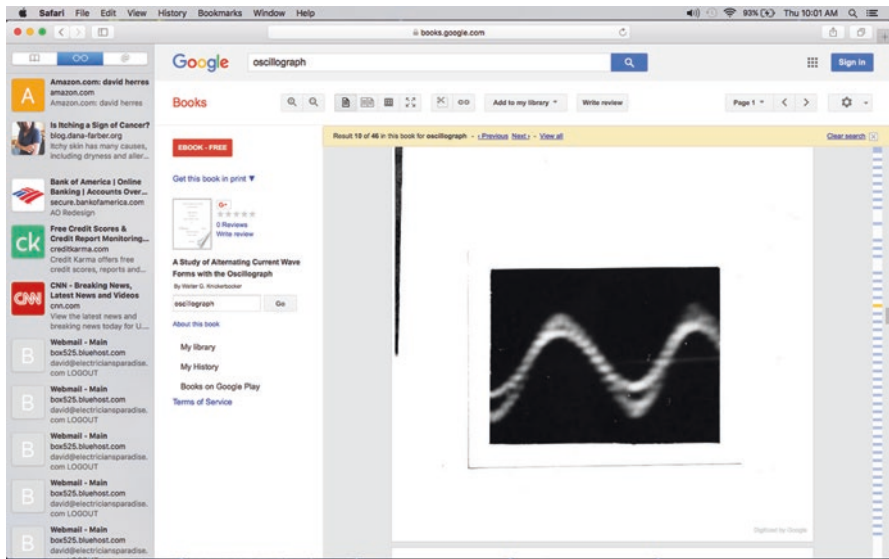 Safari File Edit View History Bookmarks Window Help
93% Thu 10:01 AM
books.google.com
Google oscillograph Sign in
Books Add to my library Write review Page 1
Result 10 of 46 in this book for oscillograph - ‹ Previous Next › - View all Clear search
EBOOK - FREE
Get this book in print ▼
G+
0 Reviews
Write review
A Study of Alternating Current Wave
Forms with the Oscillograph
By Walter G. Knickerbocker
oscillograph Go
About this book
My library
My History
Books on Google Play
Terms of Service
Amazon.com: david herres
amazon.com
Amazon.com: david herres
Is Itching a Sign of Cancer?
blog.dana-farber.org
Itchy skin has many causes,
including dryness and aller...
Bank of America | Online
Banking | Accounts Over...
secure.bankofamerica.com
AO Redesign
ck
Free Credit Scores &
Credit Report Monitoring...
creditkarma.com
Credit Karma offers free
credit scores, reports and...
CNN
CNN - Breaking News,
Latest News and Videos
cnn.com
View the latest news and
breaking news today for U....
B
Webmail - Main
box525.bluehost.com
david@electriciansparadise.
com LOGOUT
B
Webmail - Main
box525.bluehost.com
david@electriciansparadise.
com LOGOUT
B
Webmail - Main
box525.bluehost.com
david@electriciansparadise.
com LOGOUT
B
Webmail - Main
box525.bluehost.com
david@electriciansparadise.
com LOGOUT
B
Webmail - Main
box525.bluehost.com
david@electriciansparadise.
Digitized by Google